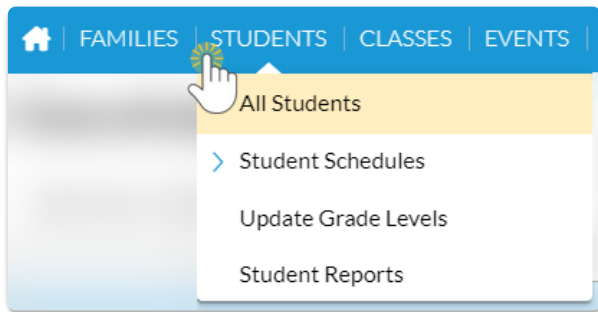 FAMILIES | STUDENTS | CLASSES | EVENTS
All Students
Student Schedules
Update Grade Levels
Student Reports